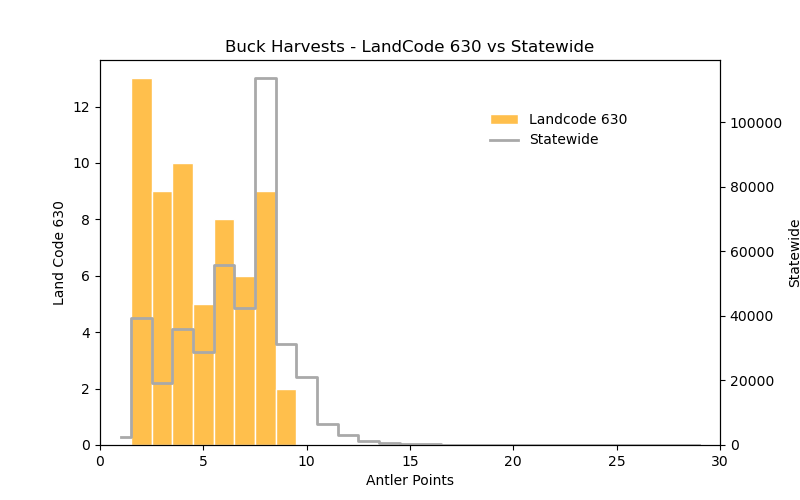 Buck Harvests - LandCode 630 vs Statewide
Landcode 630
Statewide
Land Code 630
12
10
8
6
4
2
0
100000
80000
60000
40000
20000
0
Statewide
0 5 10 15 20 25 30
Antler Points